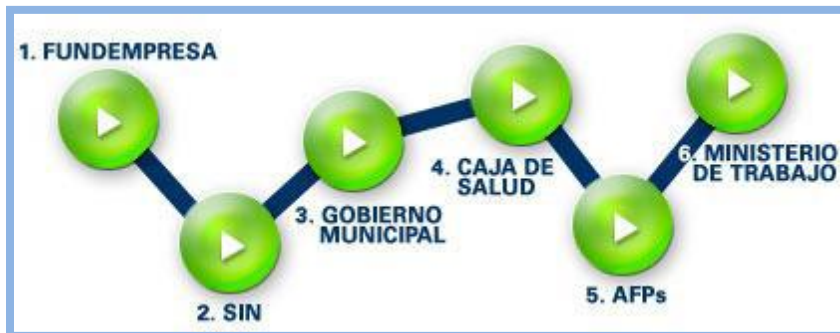 1. FUNDEMPRESA
2. SIN
3. GOBIERNO
MUNICIPAL
4. CAJA DE
SALUD
5. AFPs
6. MINISTERIO
DE TRABAJO